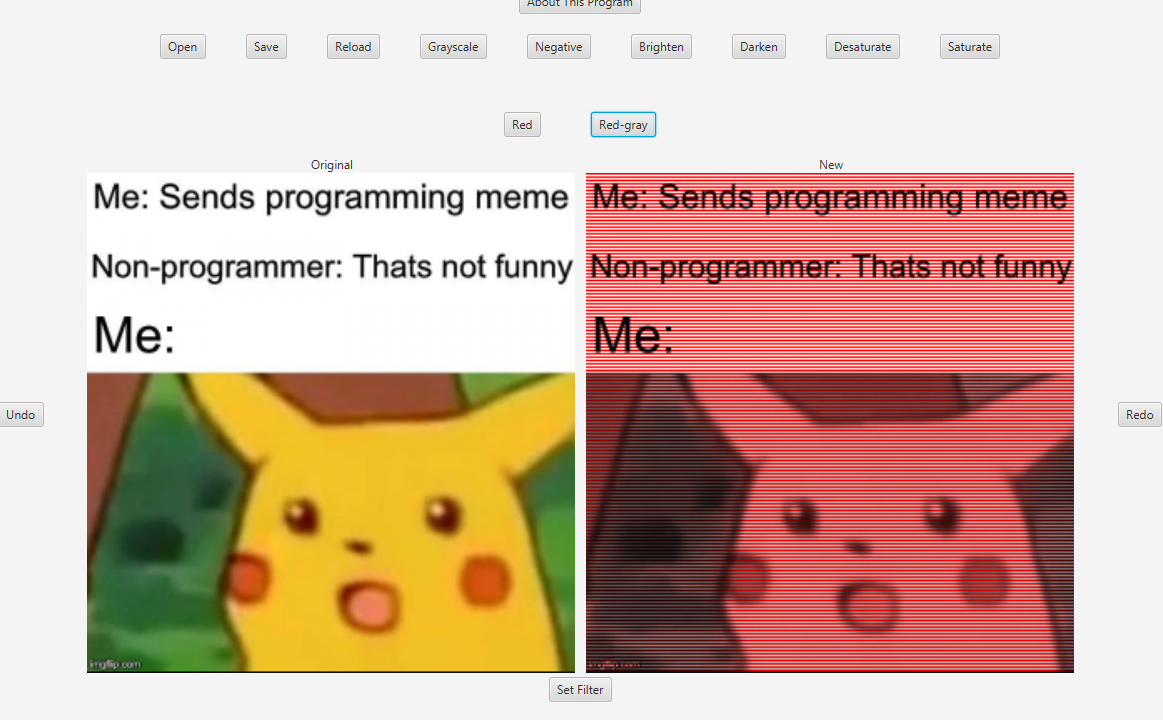 About This Program
Open Save Reload Grayscale Negative Brighten Darken Desaturate Saturate
Red Red-gray
Original New
Me: Sends programming meme
Non-programmer: Thats not funny
Me:
imgflip.com
Me: Sends programming meme
Non-programmer: Thats not funny
Me:
imgflip.com
Undo Redo
Set Filter